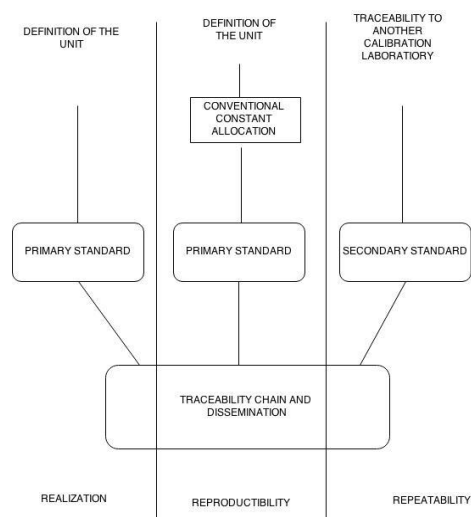 DEFINITION OF THE
UNIT
DEFINITION OF
THE UNIT
TRACEABILITY TO
ANOTHER
CALIBRATION
LABORATIORY
CONVENTIONAL
CONSTANT
ALLOCATION
PRIMARY STANDARD
PRIMARY STANDARD
SECONDARY STANDARD
TRACEABILITY CHAIN AND
DISSEMINATION
REALIZATION
REPRODUCTIBILITY
REPEATABILITY